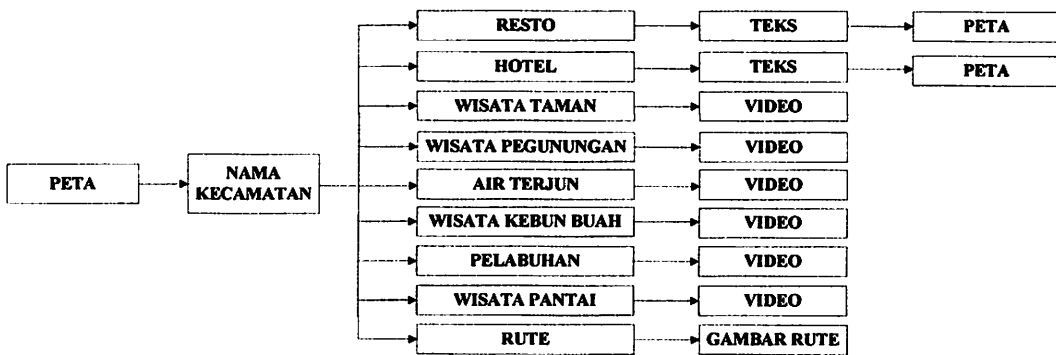 RESTO TEKS PETA
HOTEL TEKS PETA
WISATA TAMAN VIDEO
WISATA PEGUNUNGAN VIDEO
PETA
NAMA
KECAMATAN
AIR TERJUN VIDEO
WISATA KEBUN BUAH VIDEO
PELABUHAN VIDEO
WISATA PANTAI VIDEO
RUTE GAMBAR RUTE